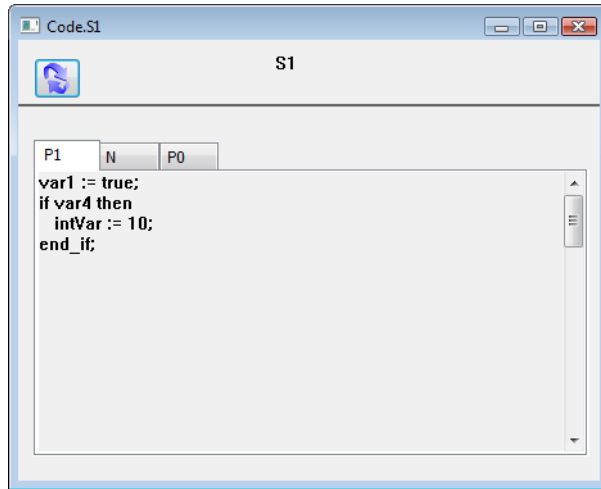 Code.S1
S1
P1 N P0
var1 := true;
if var4 then
intVar := 10;
end_if;